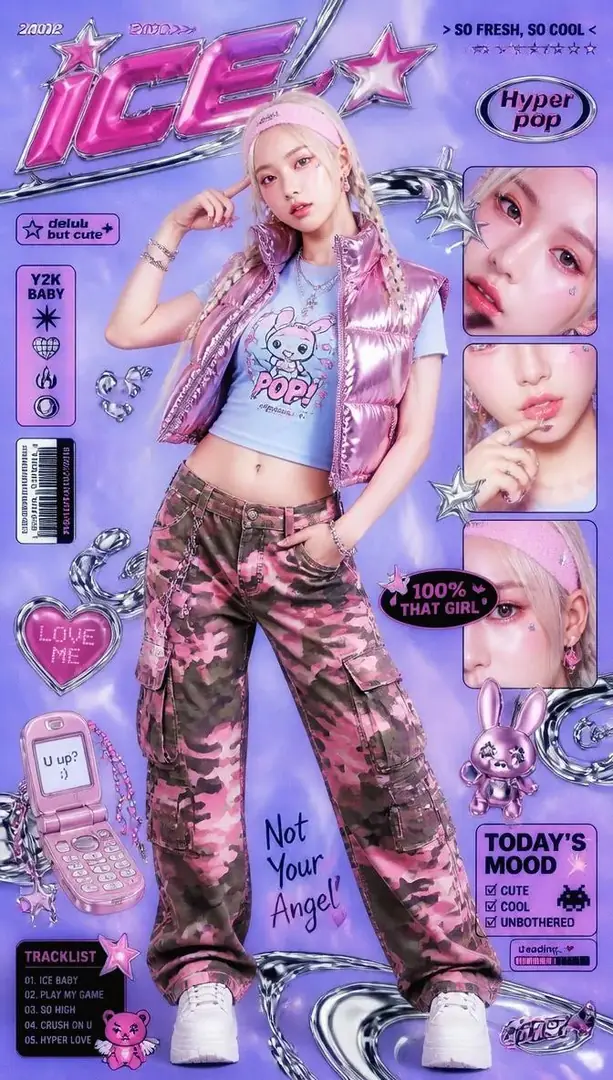 ICE!
> SO FRESH, SO COOL <
Hyper
pop
delulu
but cute
Y2K
BABY
POP!
100%
THAT GIRL
LOVE
ME
U up?
:)
Not
Your
Angel
TODAY'S
MOOD
CUTE
COOL
UNBOTHERED
TRACKLIST
01. ICE BABY
02. PLAY MY GAME
03. SO HIGH
04. CRUSH ON U
05. HYPER LOVE